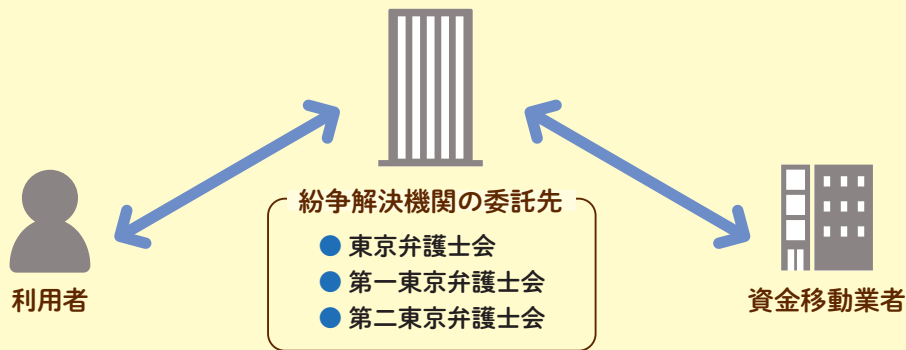 紛争解決機関の委託先
● 東京弁護士会
● 第一東京弁護士会
● 第二東京弁護士会
利用者
資金移動業者